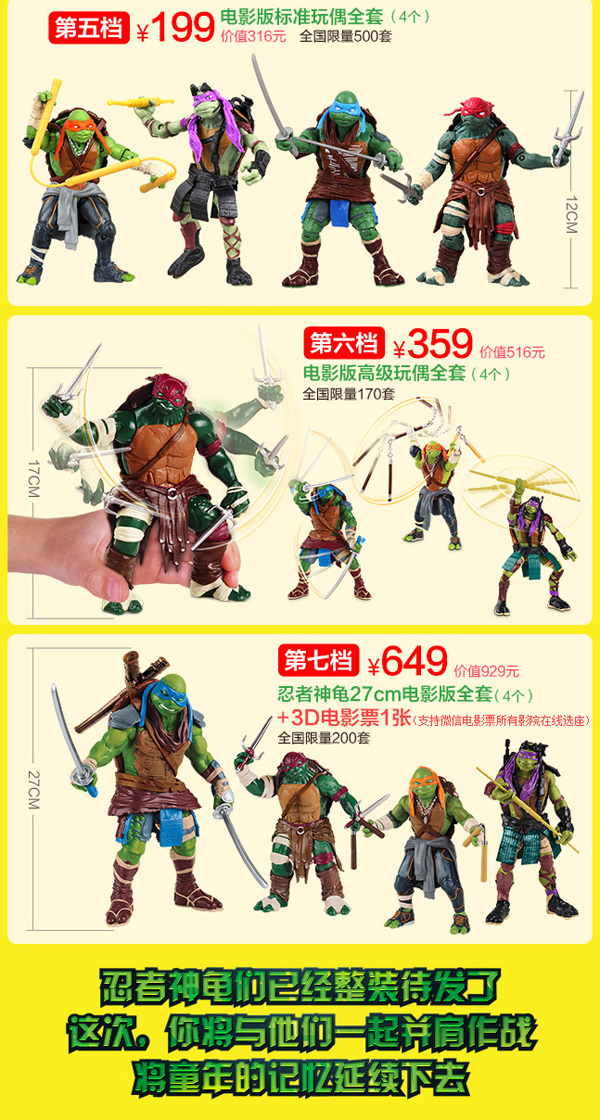 第五档 ¥199 电影版标准玩偶全套（4个）
价值316元 全国限量500套
12CM
第六档 ¥359 价值516元
电影版高级玩偶全套（4个）
全国限量170套
17CM
第七档 ¥649 价值929元
忍者神龟27cm电影版全套（4个）
+3D电影票1张（支持微信电影票所有影院在线选座）
全国限量200套
27CM
忍者神龟们已经整装待发了
这次，你将与他们一起并肩作战
将童年的记忆延续下去